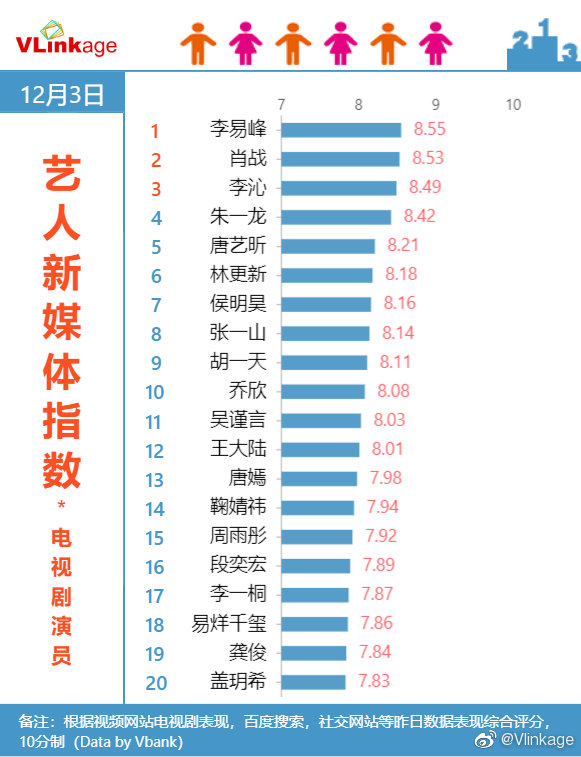 VLinkage
1
2
3
12月3日
艺人新媒体指数
*电视剧演员
7 8 9 10
1 李易峰 8.55
2 肖战 8.53
3 李沁 8.49
4 朱一龙 8.42
5 唐艺昕 8.21
6 林更新 8.18
7 侯明昊 8.16
8 张一山 8.14
9 胡一天 8.11
10 乔欣 8.08
11 吴谨言 8.03
12 王大陆 8.01
13 唐嫣 7.98
14 鞠婧祎 7.94
15 周雨彤 7.92
16 段奕宏 7.89
17 李一桐 7.87
18 易烊千玺 7.86
19 龚俊 7.84
20 盖玥希 7.83
备注：根据视频网站电视剧表现，百度搜索，社交网站等昨日数据表现综合评分，
10分制（Data by Vbank）
@Vlinkage